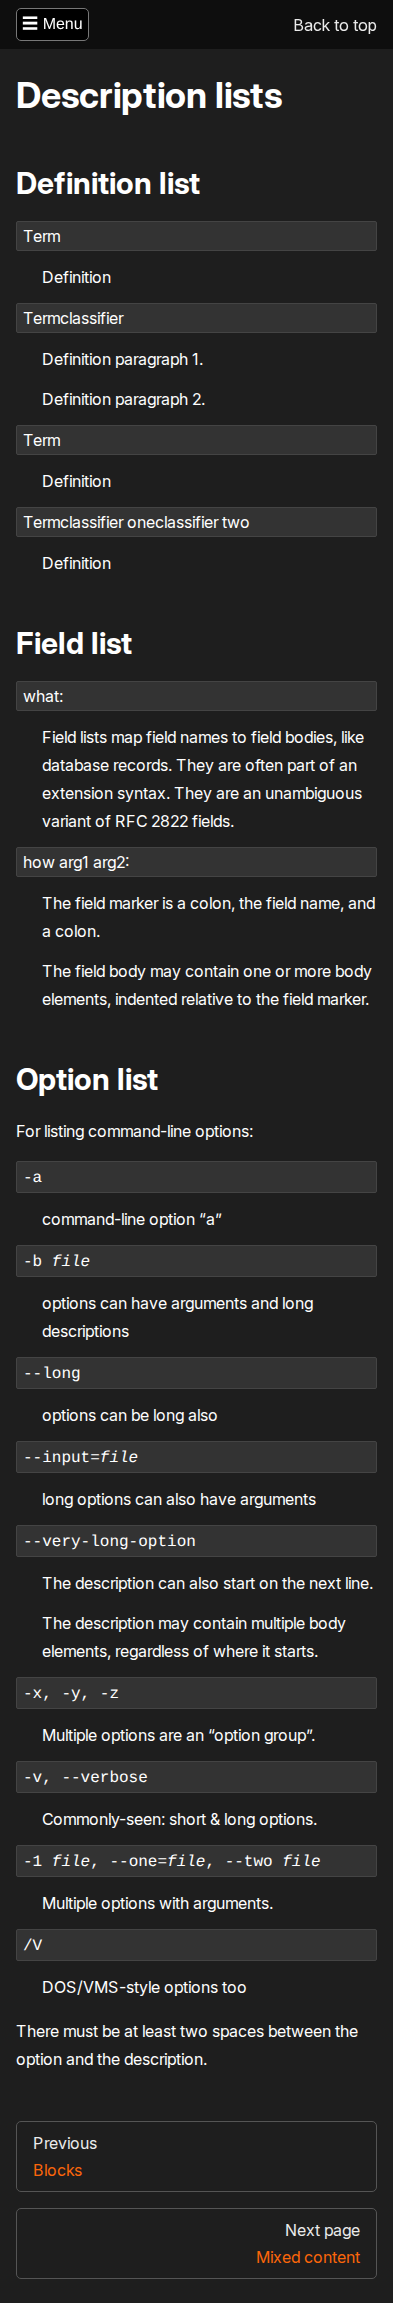 ☰ Menu
Back to top
Description lists
Definition list
Term
Definition
Termclassifier
Definition paragraph 1.
Definition paragraph 2.
Term
Definition
Termclassifier oneclassifier two
Definition
Field list
what:
Field lists map field names to field bodies, like
database records. They are often part of an
extension syntax. They are an unambiguous
variant of RFC 2822 fields.
how arg1 arg2:
The field marker is a colon, the field name, and
a colon.
The field body may contain one or more body
elements, indented relative to the field marker.
Option list
For listing command-line options:
-a
command-line option “a”
-b file
options can have arguments and long
descriptions
--long
options can be long also
--input=file
long options can also have arguments
--very-long-option
The description can also start on the next line.
The description may contain multiple body
elements, regardless of where it starts.
-x, -y, -z
Multiple options are an “option group”.
-v, --verbose
Commonly-seen: short & long options.
-1 file, --one=file, --two file
Multiple options with arguments.
/V
DOS/VMS-style options too
There must be at least two spaces between the
option and the description.
Previous
Blocks
Next page
Mixed content